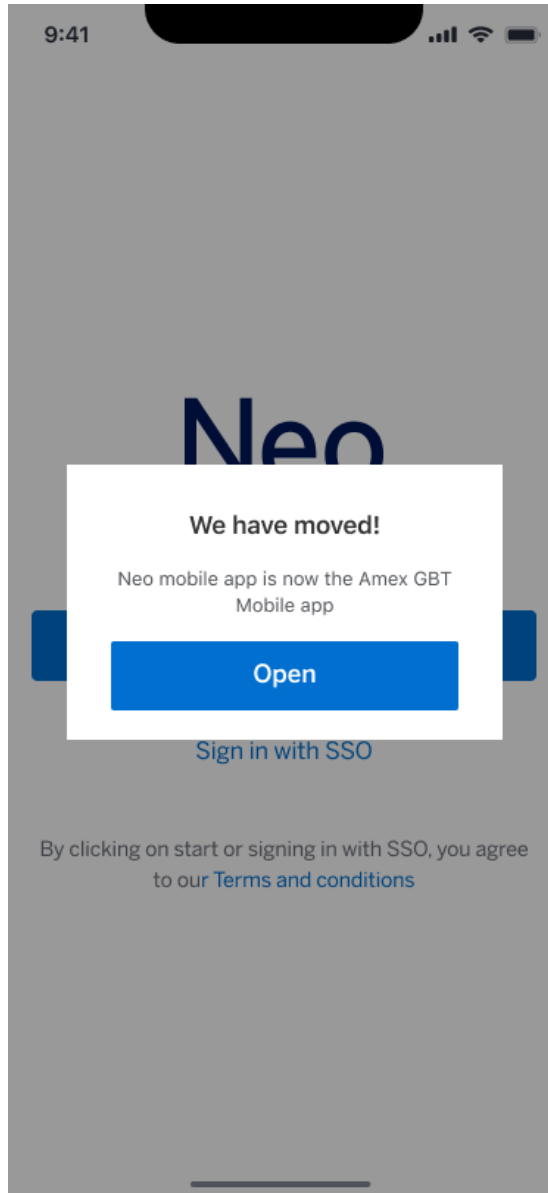 9:41
Neo
We have moved!
Neo mobile app is now the Amex GBT
Mobile app
Open
Sign in with SSO
By clicking on start or signing in with SSO, you agree
to our Terms and conditions